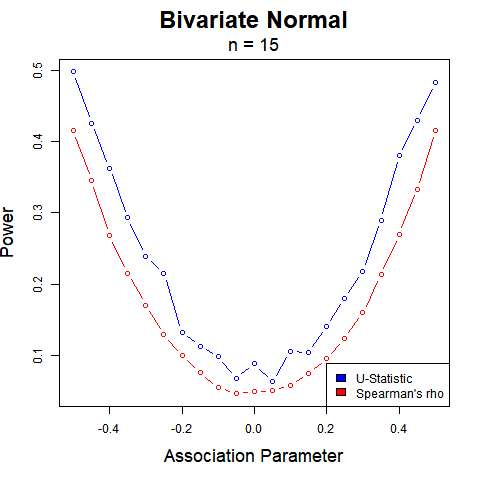 Bivariate Normal
n = 15
Power
0.5
0.4
0.3
0.2
0.1
-0.4
-0.2
0.0
0.2
0.4
Association Parameter
U-Statistic
Spearman's rho